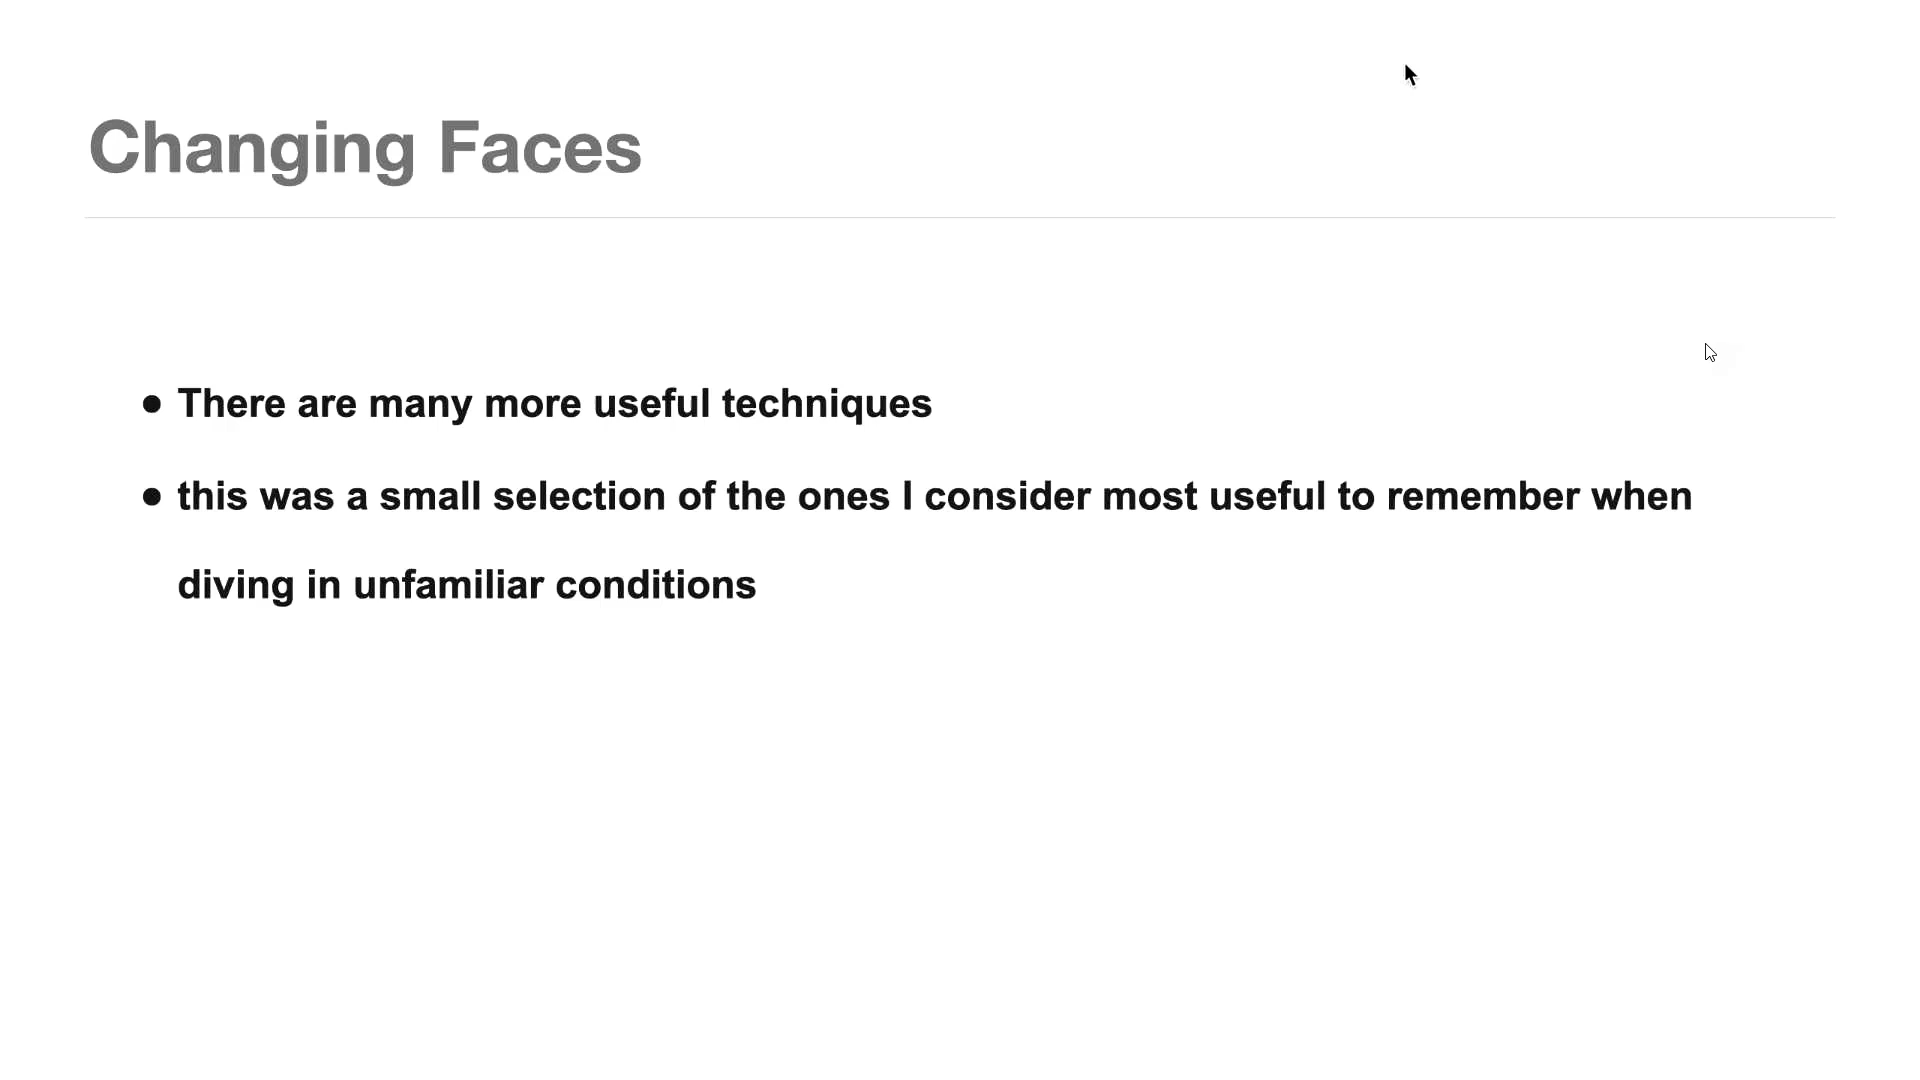 Changing Faces
● There are many more useful techniques
● this was a small selection of the ones I consider most useful to remember when
diving in unfamiliar conditions